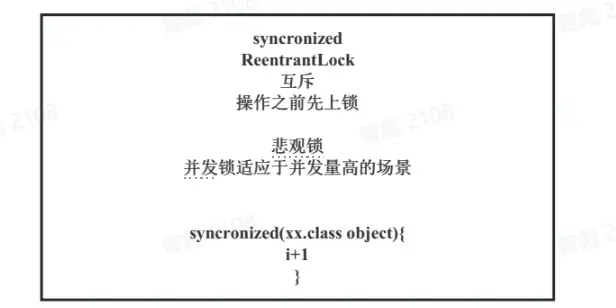 syncronized
ReentrantLock
互斥
操作之前先上锁
悲观锁
并发锁适应于并发量高的场景
syncronized(xx.class object){
i+1
}